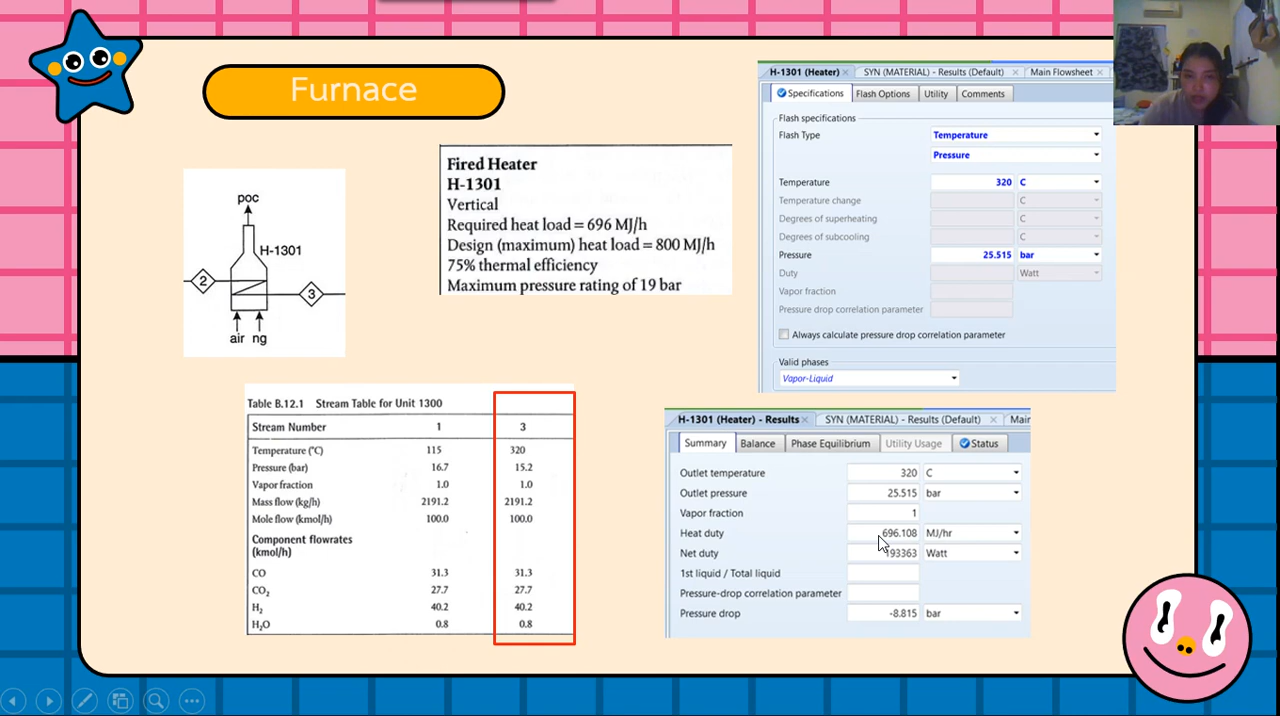 Furnace
poc
H-1301
2
3
air ng
Fired Heater
H-1301
Vertical
Required heat load = 696 MJ/h
Design (maximum) heat load = 800 MJ/h
75% thermal efficiency
Maximum pressure rating of 19 bar
H-1301 (Heater) × SYN (MATERIAL) - Results (Default) × Main Flowsheet ×
Specifications Flash Options Utility Comments
Flash specifications
Flash Type Temperature
Pressure
Temperature 320 C
Temperature change C
Degrees of superheating C
Degrees of subcooling C
Pressure 25.515 bar
Duty Watt
Vapor fraction
Pressure drop correlation parameter
Always calculate pressure drop correlation parameter
Valid phases
Vapor-Liquid
Table B.12.1 Stream Table for Unit 1300
Stream Number 1 3
Temperature (°C) 115 320
Pressure (bar) 16.7 15.2
Vapor fraction 1.0 1.0
Mass flow (kg/h) 2191.2 2191.2
Mole flow (kmol/h) 100.0 100.0
Component flowrates
(kmol/h)
CO 31.3 31.3
CO₂ 27.7 27.7
H₂ 40.2 40.2
H₂O 0.8 0.8
H-1301 (Heater) - Results × SYN (MATERIAL) - Results (Default) × Mai
Summary Balance Phase Equilibrium Utility Usage Status
Outlet temperature 320 C
Outlet pressure 25.515 bar
Vapor fraction 1
Heat duty 696.108 MJ/hr
Net duty 193363 Watt
1st liquid / Total liquid
Pressure-drop correlation parameter
Pressure drop -8.815 bar